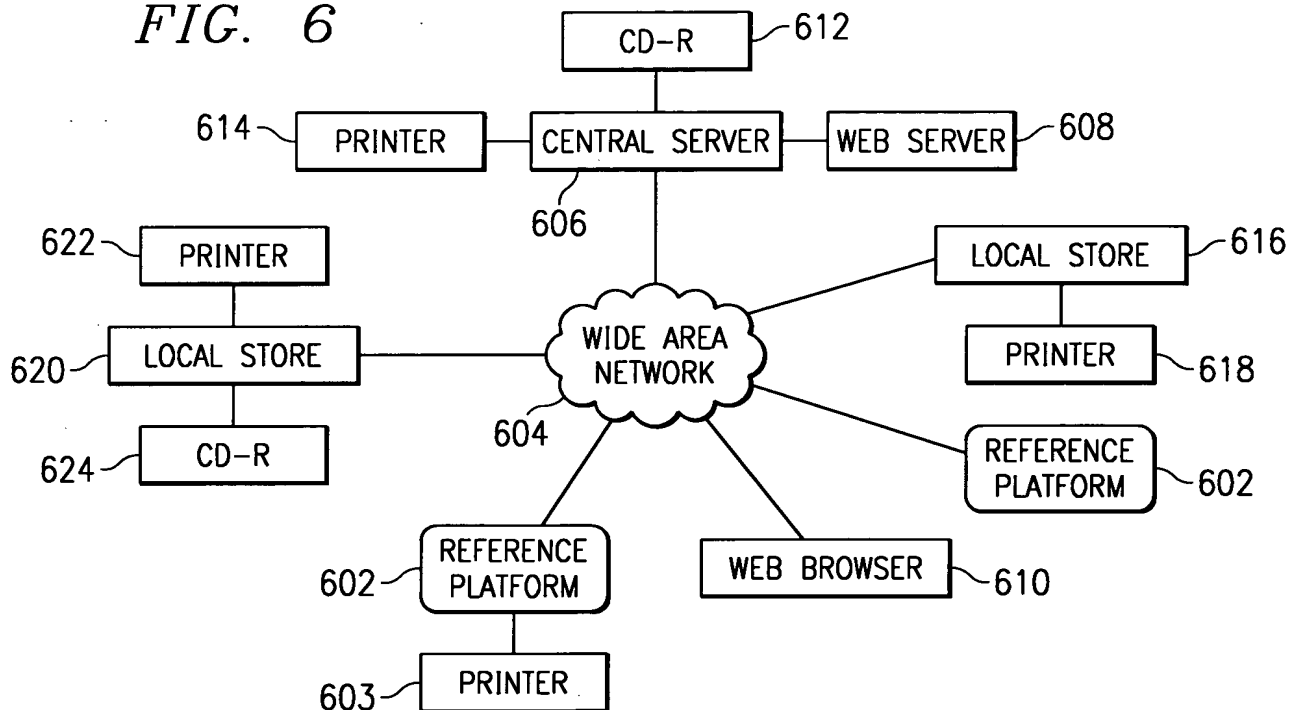 FIG. 6
CD-R
612
614
PRINTER
CENTRAL SERVER
WEB SERVER
608
606
622
PRINTER
LOCAL STORE
616
620
LOCAL STORE
WIDE AREA
NETWORK
604
PRINTER
618
624
CD-R
REFERENCE
PLATFORM
602
602
REFERENCE
PLATFORM
WEB BROWSER
610
603
PRINTER